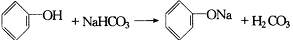 OH + NaHCO₃ → ONa + H₂CO₃